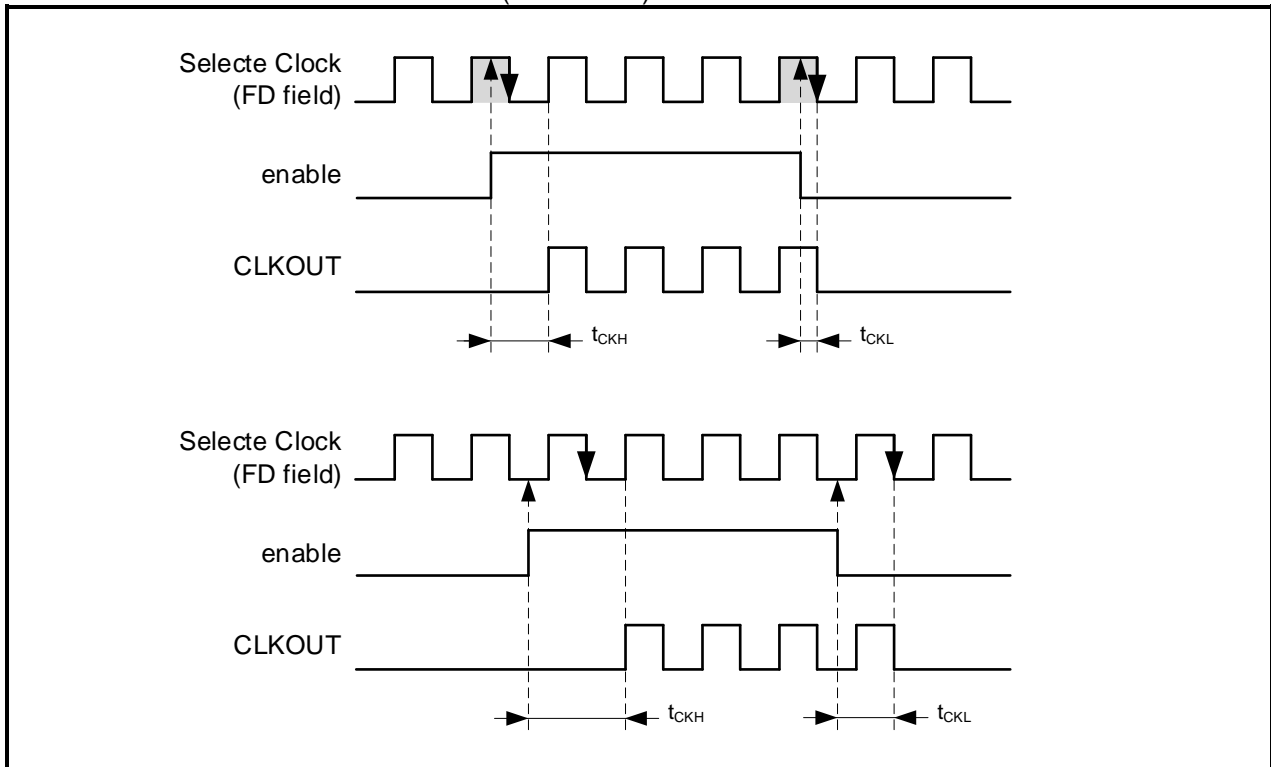 Selecte Clock
(FD field)
enable
CLKOUT
tCKH
tCKL
Selecte Clock
(FD field)
enable
CLKOUT
tCKH
tCKL